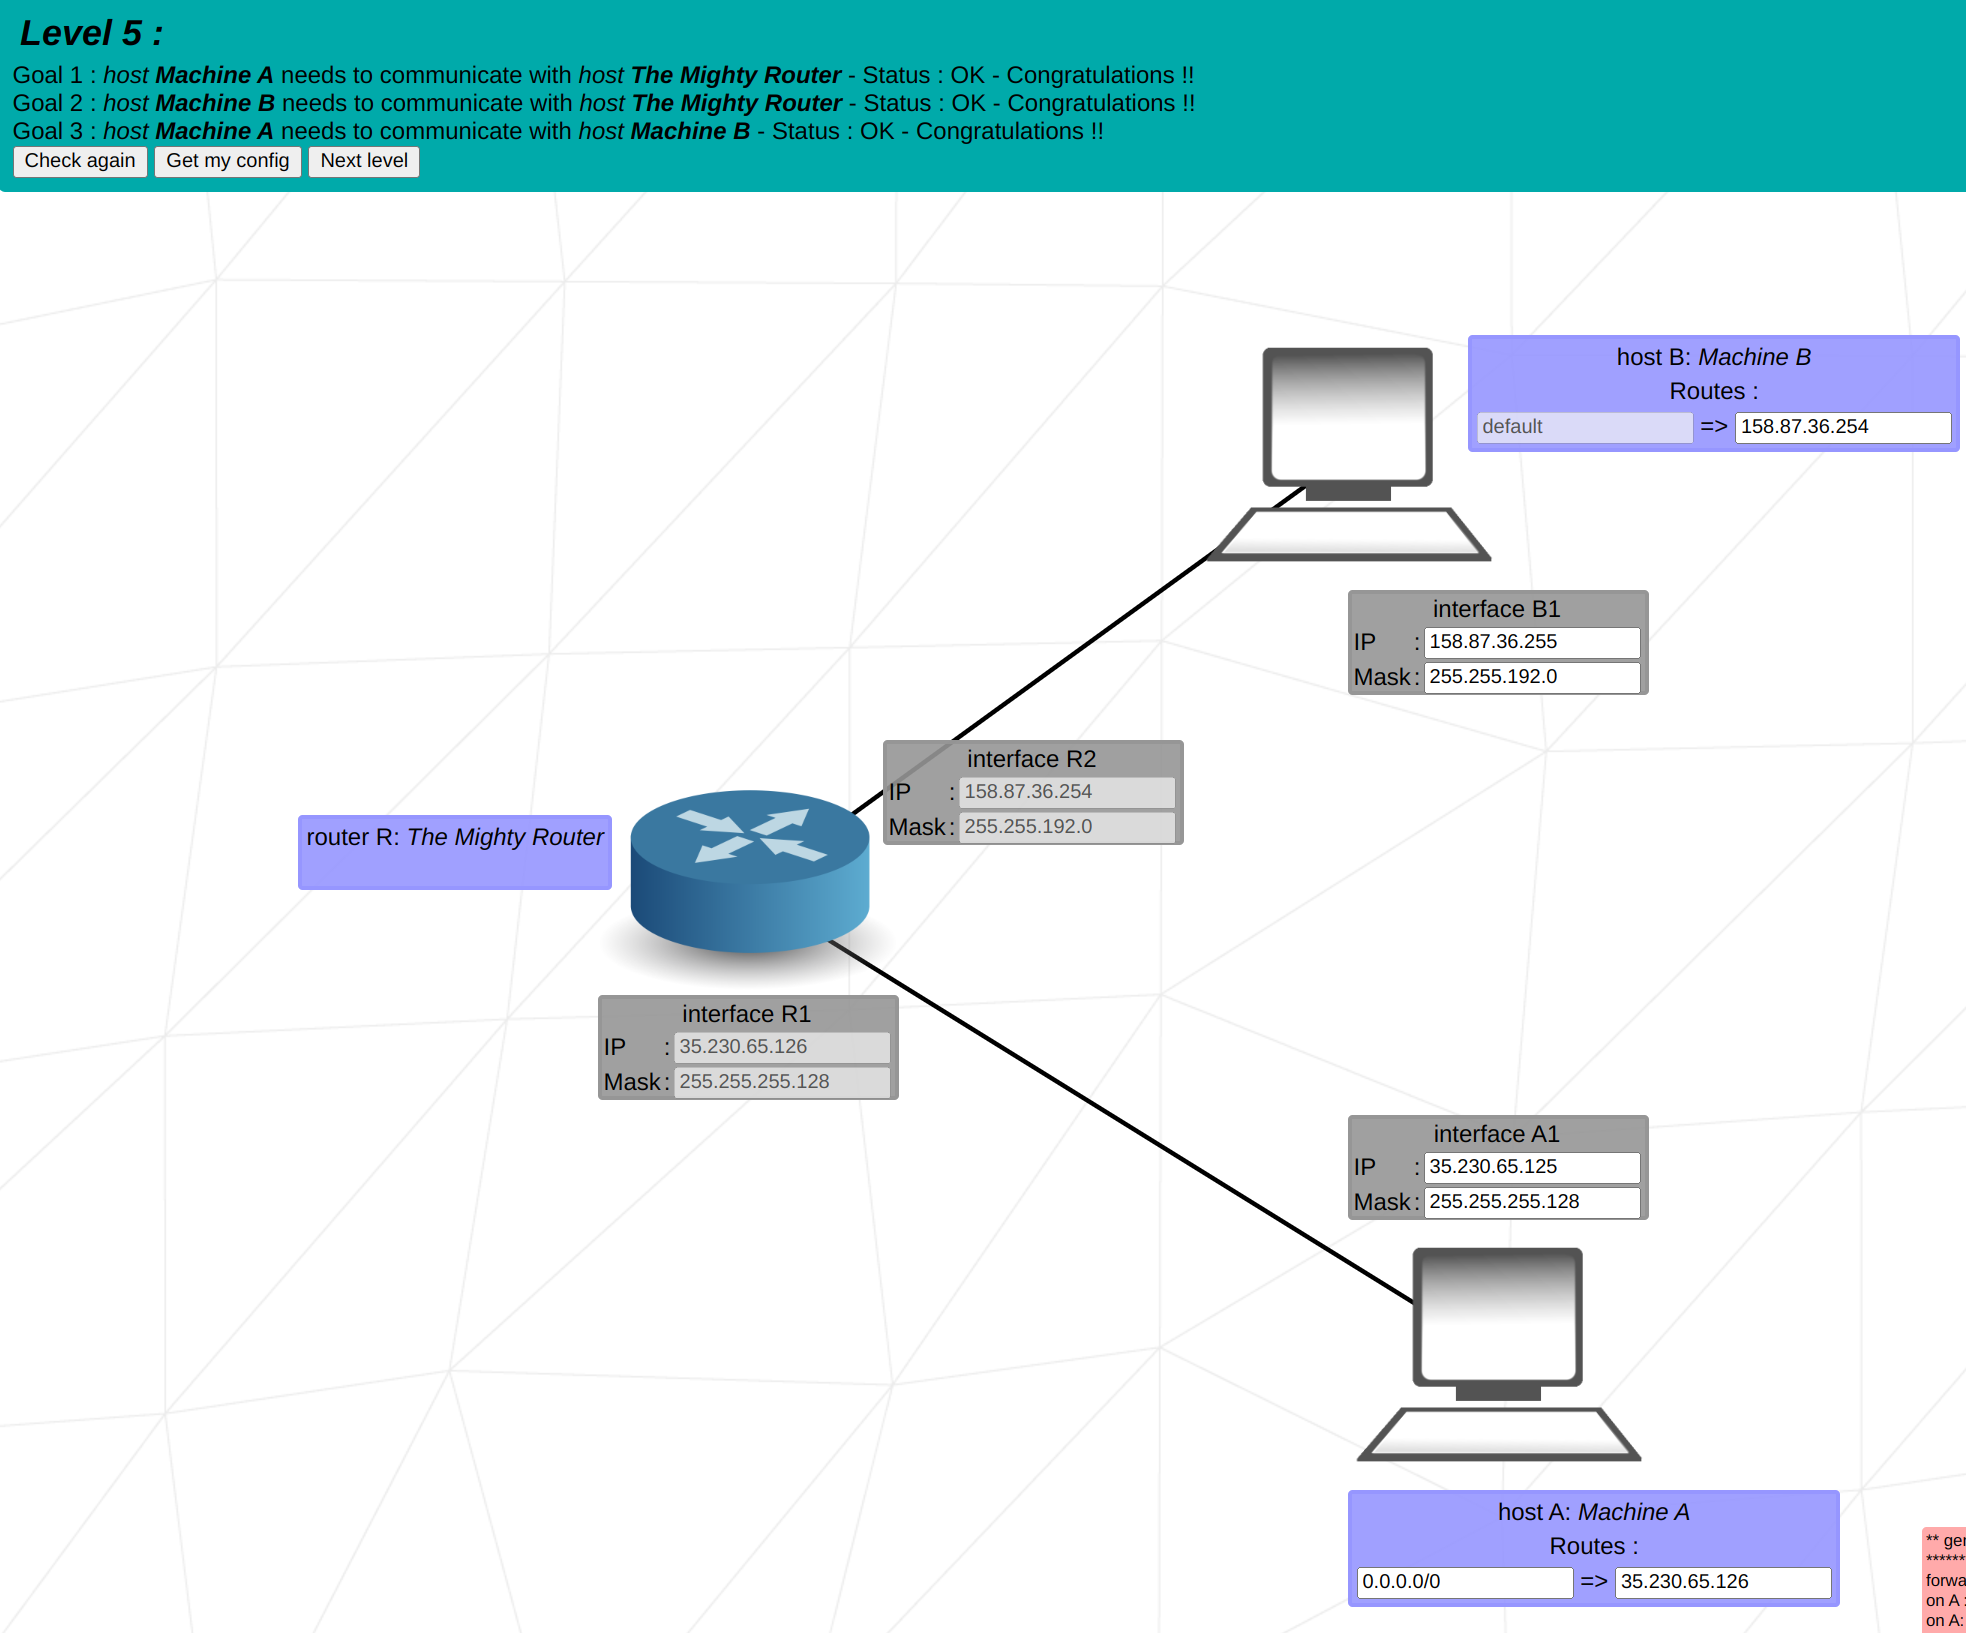 Level 5 :
Goal 1 : host Machine A needs to communicate with host The Mighty Router - Status : OK - Congratulations !!
Goal 2 : host Machine B needs to communicate with host The Mighty Router - Status : OK - Congratulations !!
Goal 3 : host Machine A needs to communicate with host Machine B - Status : OK - Congratulations !!
Check again Get my config Next level
host B: Machine B
Routes :
default => 158.87.36.254
interface B1
IP : 158.87.36.255
Mask : 255.255.192.0
interface R2
IP : 158.87.36.254
Mask : 255.255.192.0
router R: The Mighty Router
interface R1
IP : 35.230.65.126
Mask : 255.255.255.128
interface A1
IP : 35.230.65.125
Mask : 255.255.255.128
host A: Machine A
Routes :
0.0.0.0/0 => 35.230.65.126
** ger
******
forwa
on A :
on A: